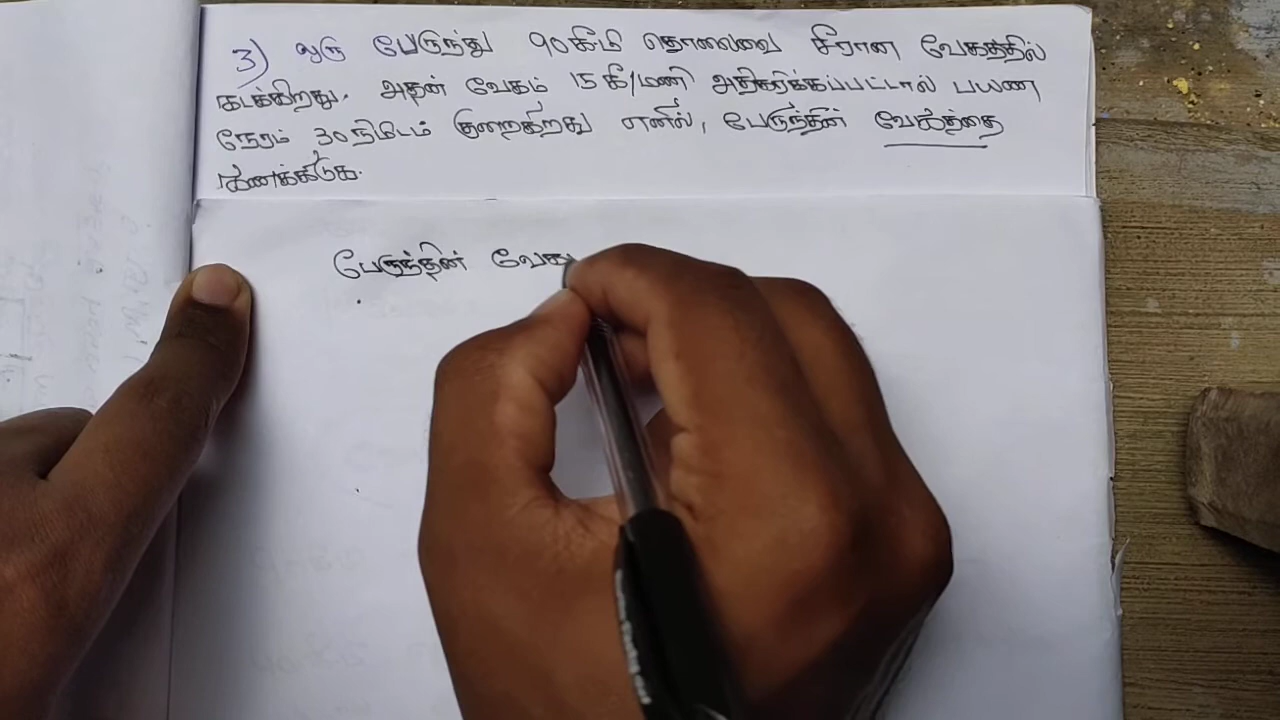 3) ஒரு பேருந்து 90கிமீ தொலைவை சீரான வேகத்தில்
கடக்கிறது. அதன் வேகம் 15 கி/மணி அதிகரிக்கப்பட்டால் பயண
நேரம் 30நிமிடம் குறைகிறது எனில், பேருந்தின் வேகத்தை
கணக்கிடுக.
பேருந்தின் வேக